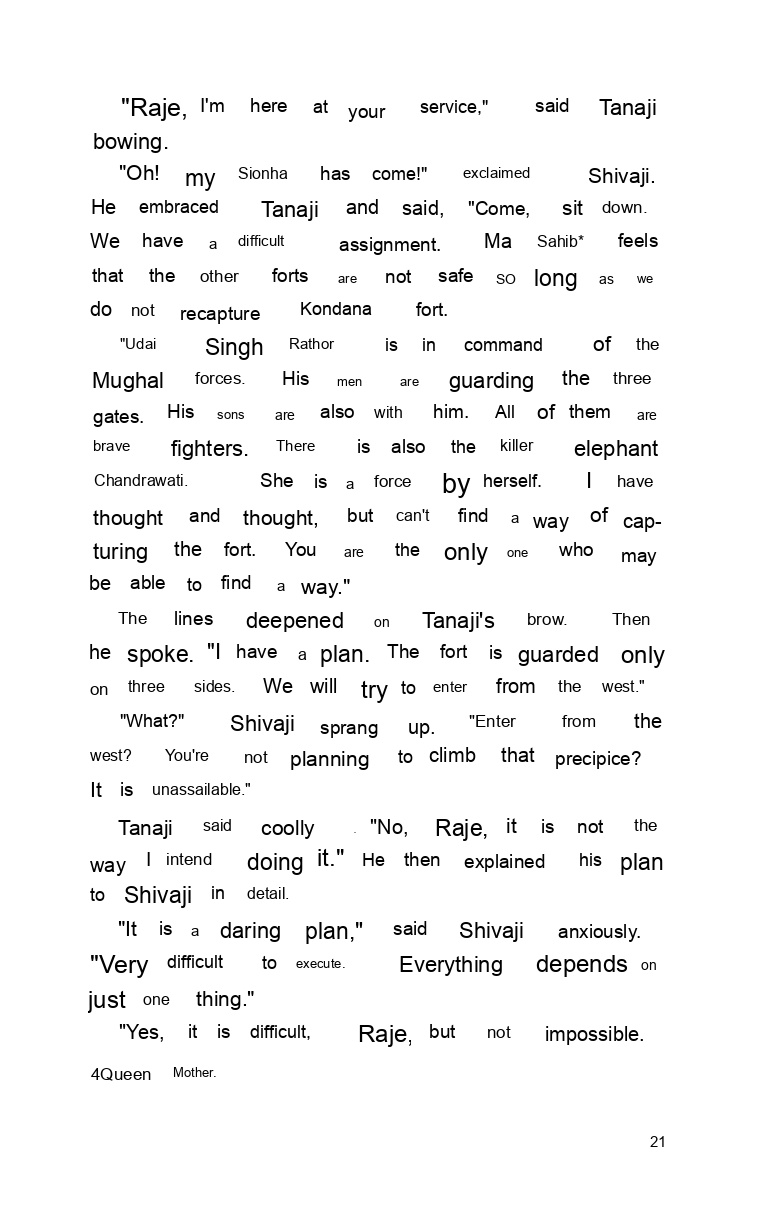 "Raje, I'm here at your service," said Tanaji
bowing.
"Oh! my Sionha has come!" exclaimed Shivaji.
He embraced Tanaji and said, "Come, sit down.
We have a difficult assignment. Ma Sahib* feels
that the other forts are not safe SO long as we
do not recapture Kondana fort.
"Udai Singh Rathor is in command of the
Mughal forces. His men are guarding the three
gates. His sons are also with him. All of them are
brave fighters. There is also the killer elephant
Chandrawati. She is a force by herself. I have
thought and thought, but can't find a way of cap-
turing the fort. You are the only one who may
be able to find a way."
The lines deepened on Tanaji's brow. Then
he spoke. "I have a plan. The fort is guarded only
on three sides. We will try to enter from the west."
"What?" Shivaji sprang up. "Enter from the
west? You're not planning to climb that precipice?
It is unassailable."
Tanaji said coolly . "No, Raje, it is not the
way I intend doing it." He then explained his plan
to Shivaji in detail.
"It is a daring plan," said Shivaji anxiously.
"Very difficult to execute. Everything depends on
just one thing."
"Yes, it is difficult, Raje, but not impossible.
4Queen Mother.
21